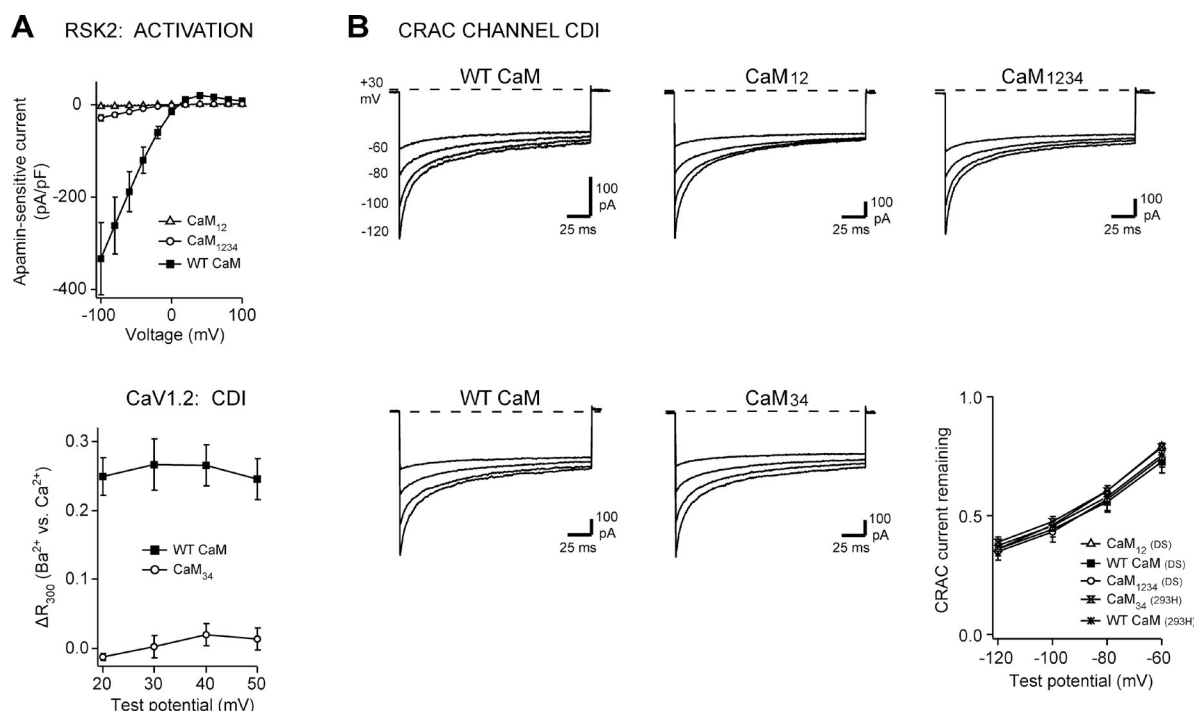 A RSK2: ACTIVATION
0
-200
-400
Apamin-sensitive current
(pA/pF)
CaM12
CaM1234
WT CaM
-100 0 100
Voltage (mV)
CaV1.2: CDI
0.3
0.2
0.1
0.0
ΔR300 (Ba2+ vs. Ca2+)
WT CaM
CaM34
20 30 40 50
Test potential (mV)
B CRAC CHANNEL CDI
WT CaM
+30
mV
-60
-80
-100
-120
100
pA
25 ms
CaM12
100
pA
25 ms
CaM1234
100
pA
25 ms
WT CaM
100
pA
25 ms
CaM34
100
pA
25 ms
1.0
0.5
0.0
CRAC current remaining
CaM12 (DS)
WT CaM (DS)
CaM1234 (DS)
CaM34 (293H)
WT CaM (293H)
-120 -100 -80 -60
Test potential (mV)